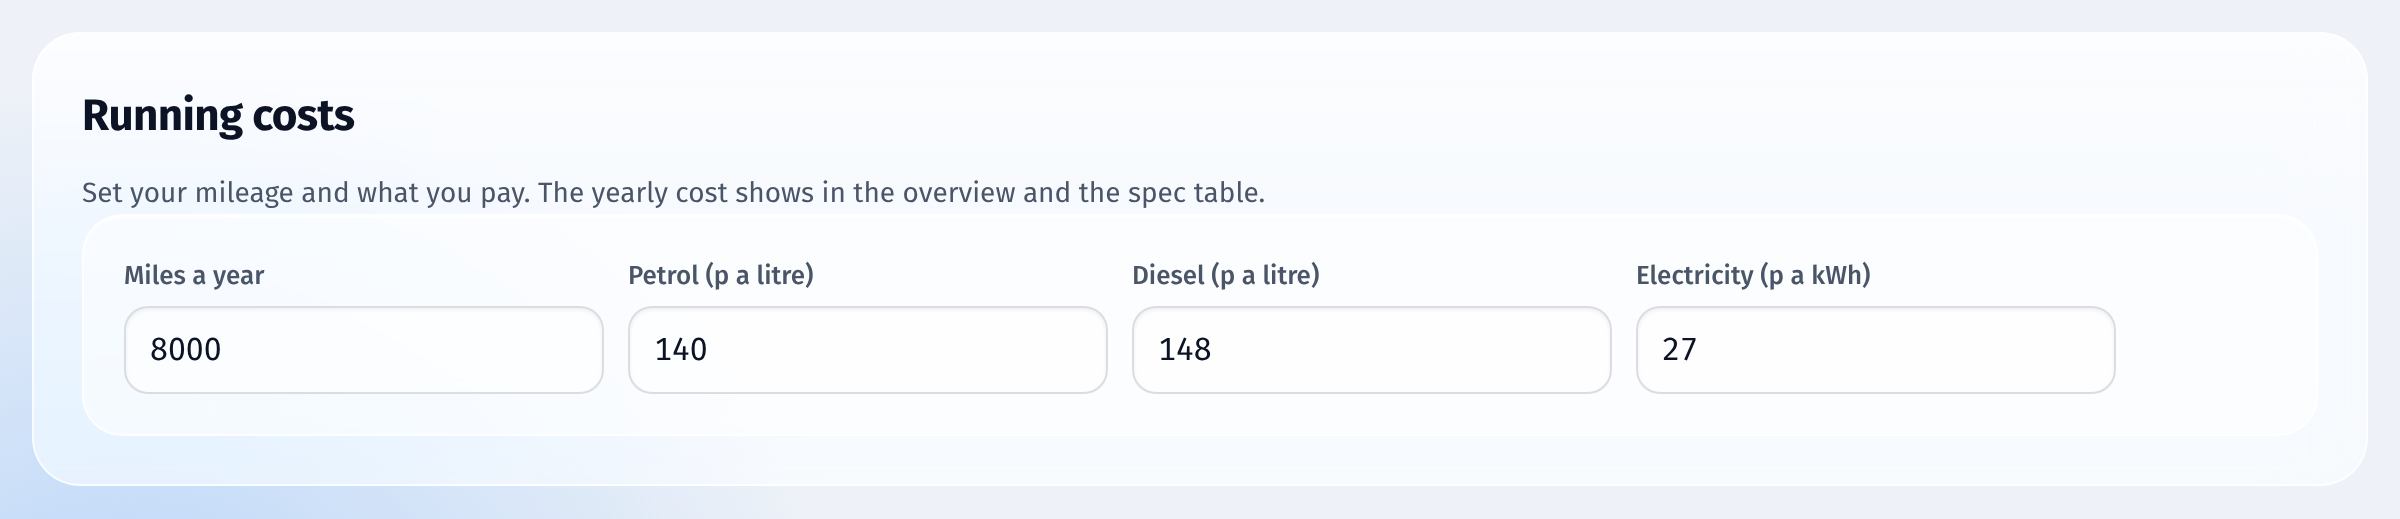 Running costs
Set your mileage and what you pay. The yearly cost shows in the overview and the spec table.
Miles a year
Petrol (p a litre)
Diesel (p a litre)
Electricity (p a kWh)
8000
140
148
27